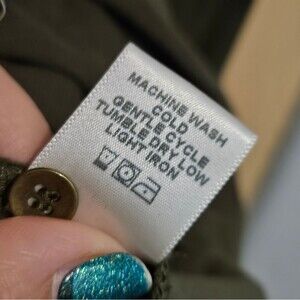 MACHINE WASH
COLD
GENTLE CYCLE
TUMBLE DRY LOW
LIGHT IRON